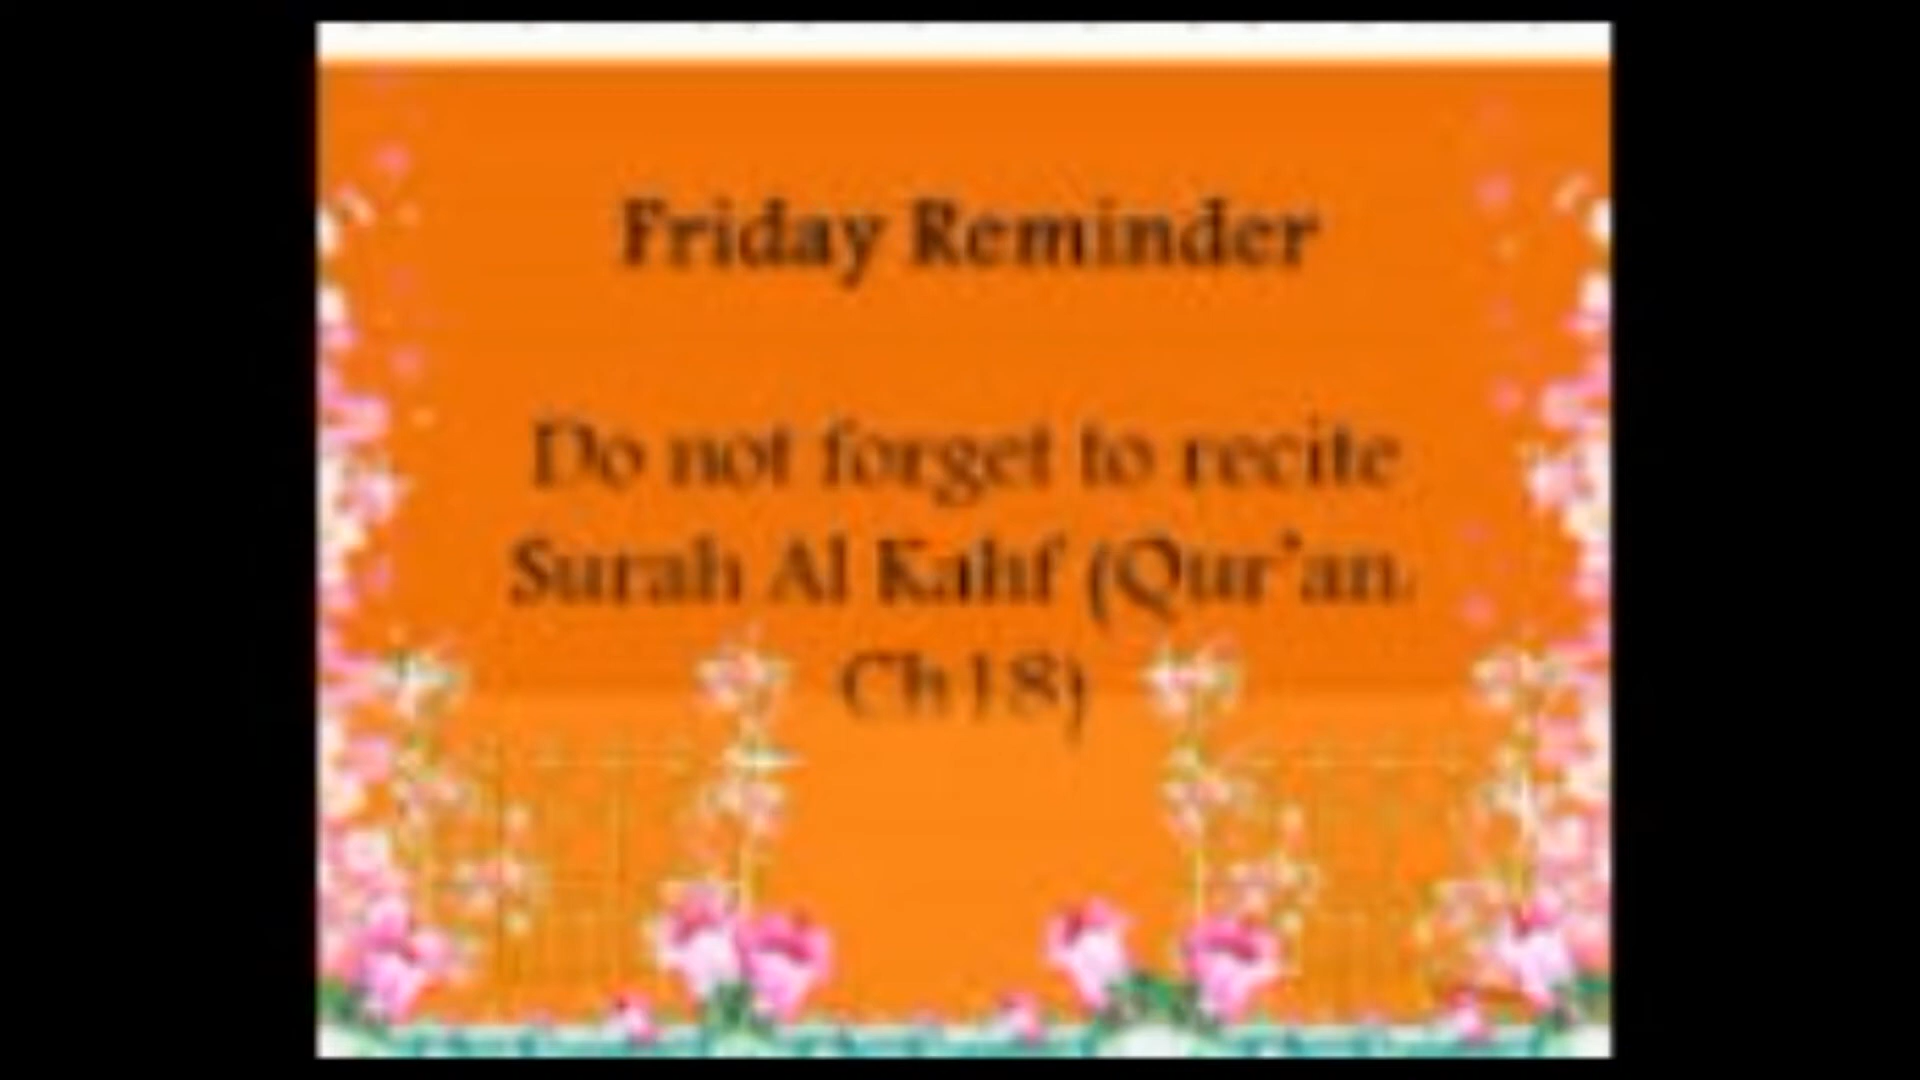 Friday Reminder
Do not forget to recite
Surah Al Kahf (Qur'an.
Ch18)